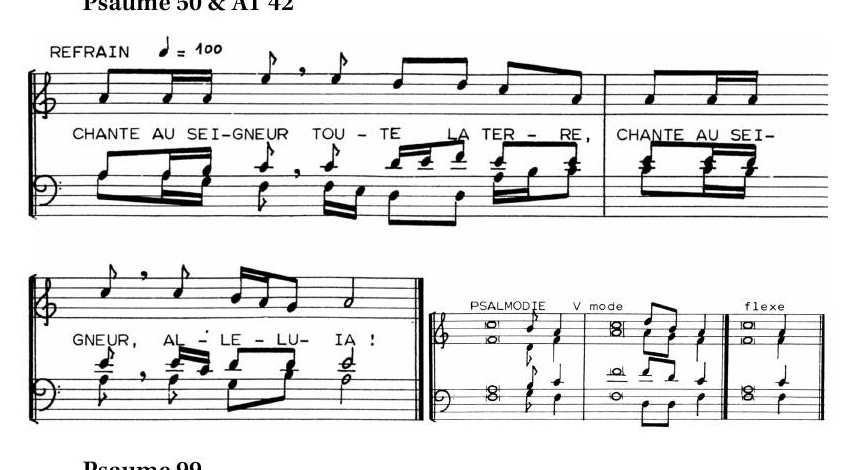 Psaume 50 & AT 42
REFRAIN ♩ = 100
CHANTE AU SEI-GNEUR TOU - TE LA TER - RE, CHANTE AU SEI-
GNEUR, AL - LE - LU- IA !
PSALMODIE V mode flexe
Psaume 99